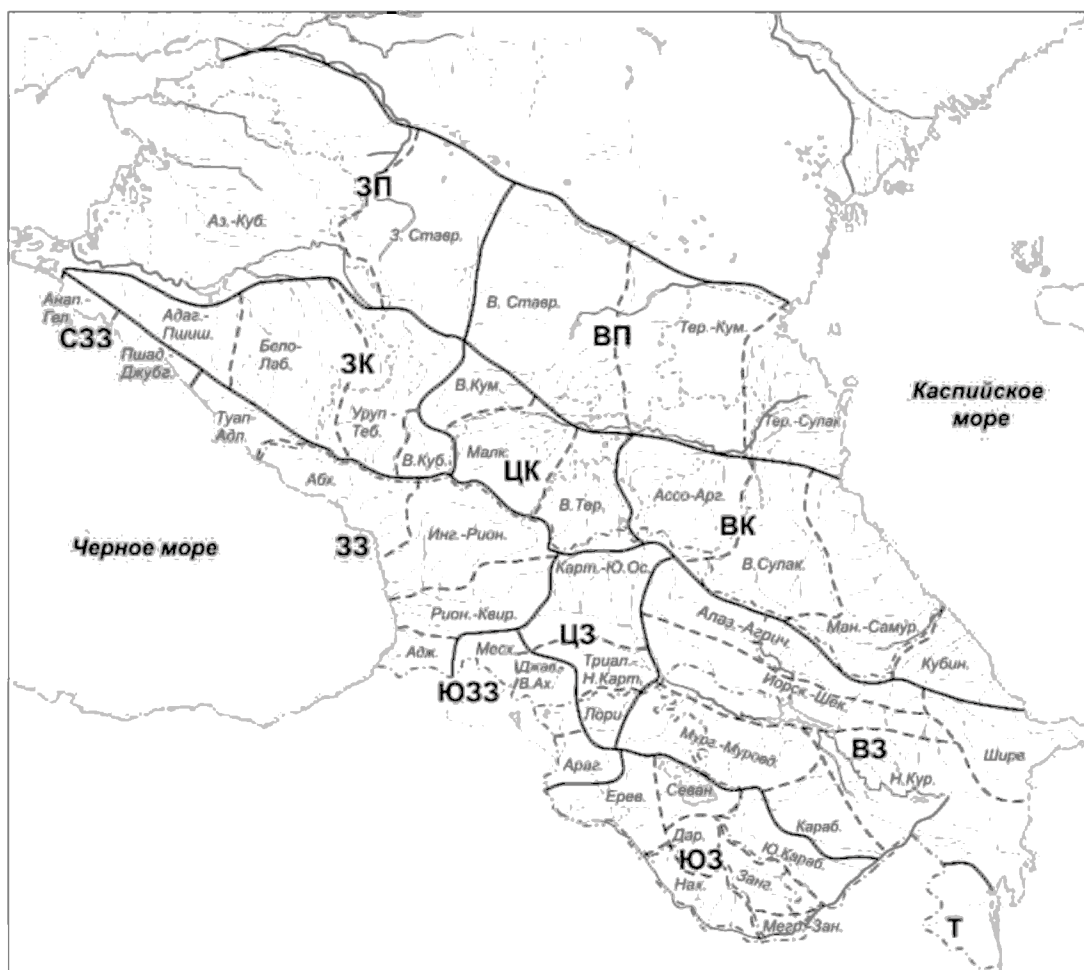 ЗП
Аз.-Куб.
З. Ставр.
Анап.-
Гел.
СЗЗ
Адаг.-
Пшиш.
Пшад.-
Джубг.
Бело-
Лаб.
ЗК
В. Ставр.
ВП
Тер.-Кум.
Каспийское
море
Туап.-
Адл.
Уруп-
Теб.
В.Кум.
Тер.-Сулак
Абх.
В.Куб.
Малк.
ЦК
В.Тер.
Ассо-Арг.
ВК
Черное море
ЗЗ
Инг.-Рион.
Карт.-Ю.Ос.
В.Сулак.
Рион.-Квир.
ЦЗ
Алаз.-Агрич.
Ман.-Самур.
Адж.
Месх.
Кубин.
ЮЗЗ
Джав.-
В.Ах.
Триал.-
Н.Карт.
Иорск.-Шек.
Лори
Мург.-Муровд.
ВЗ
Ширв.
Араг.
Н.Кур.
Ерев.
Севан.
Караб.
Дар.
ЮЗ
Ю.Караб.
Нах.
Занг.
Мегр.-Зан.
Т